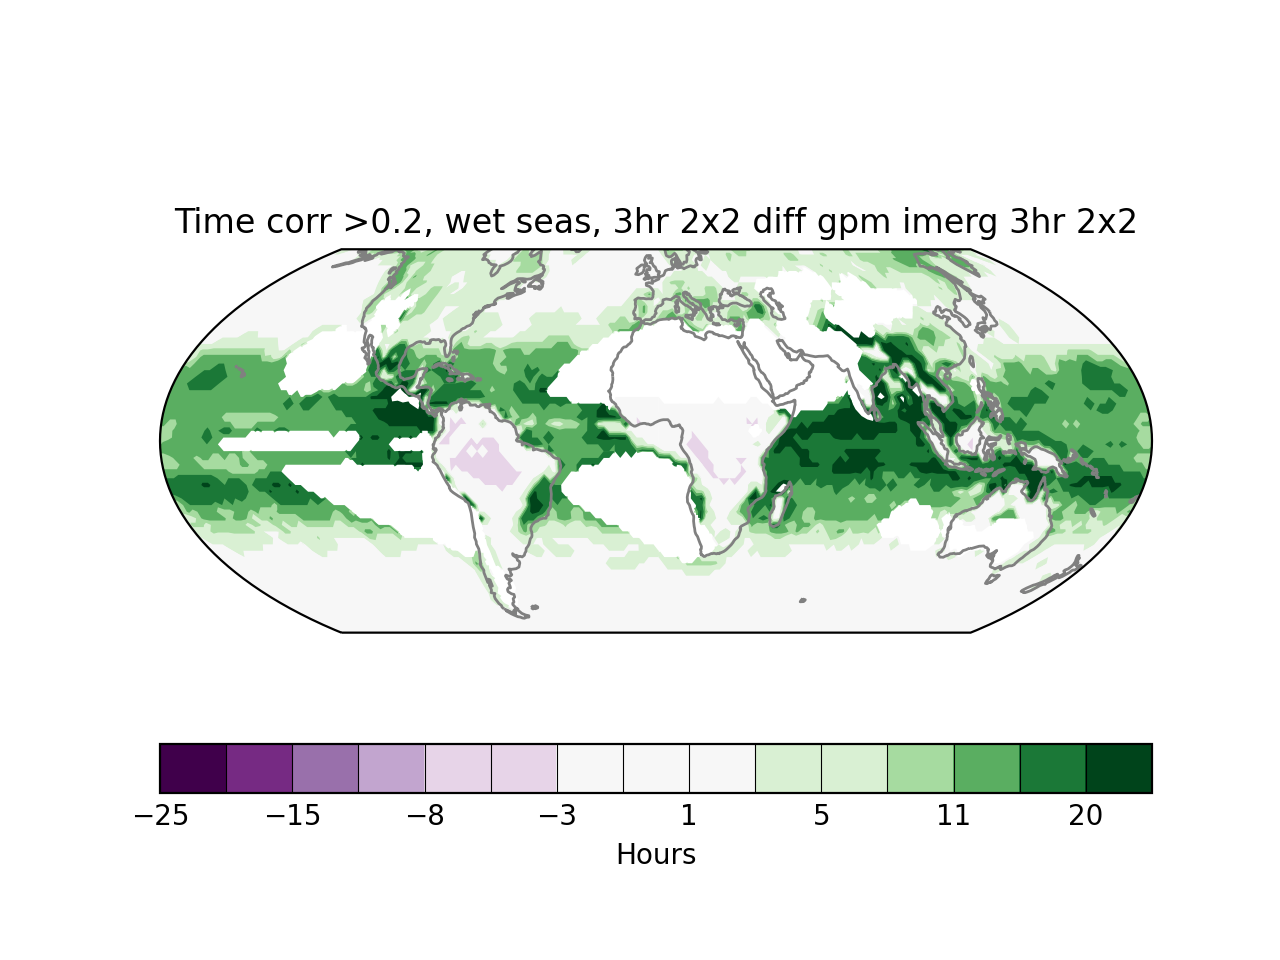 Time corr >0.2, wet seas, 3hr 2x2 diff gpm imerg 3hr 2x2
−25 −15 −8 −3 1 5 11 20
Hours